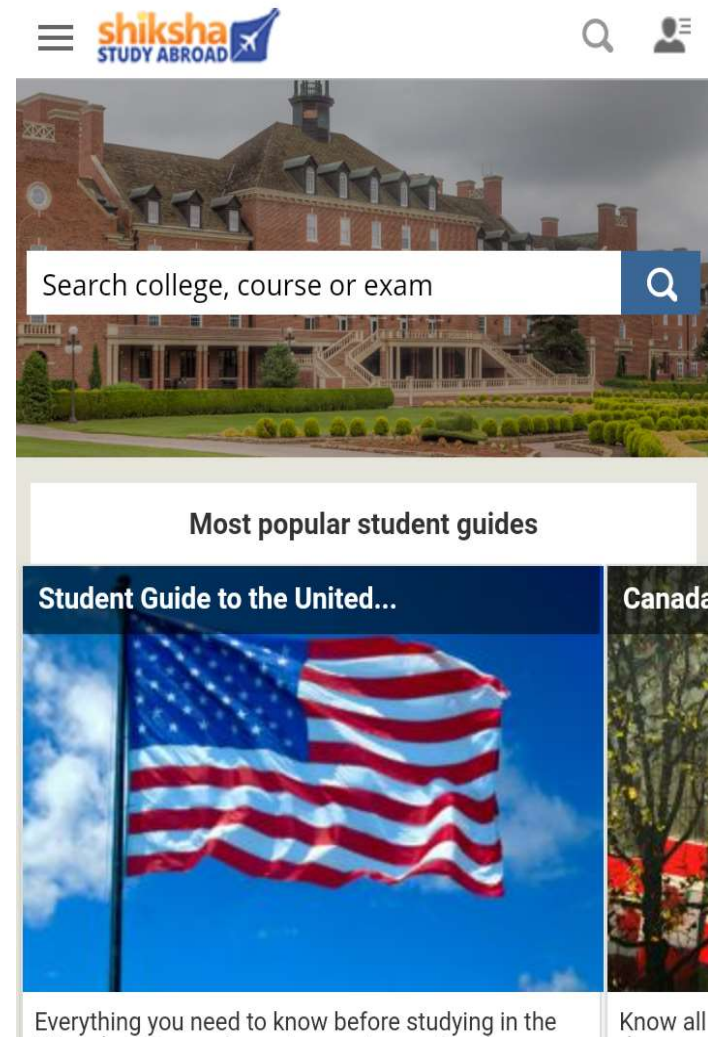 shiksha
STUDY ABROAD
Search college, course or exam
Most popular student guides
Student Guide to the United...
Canada
Everything you need to know before studying in the
Know all